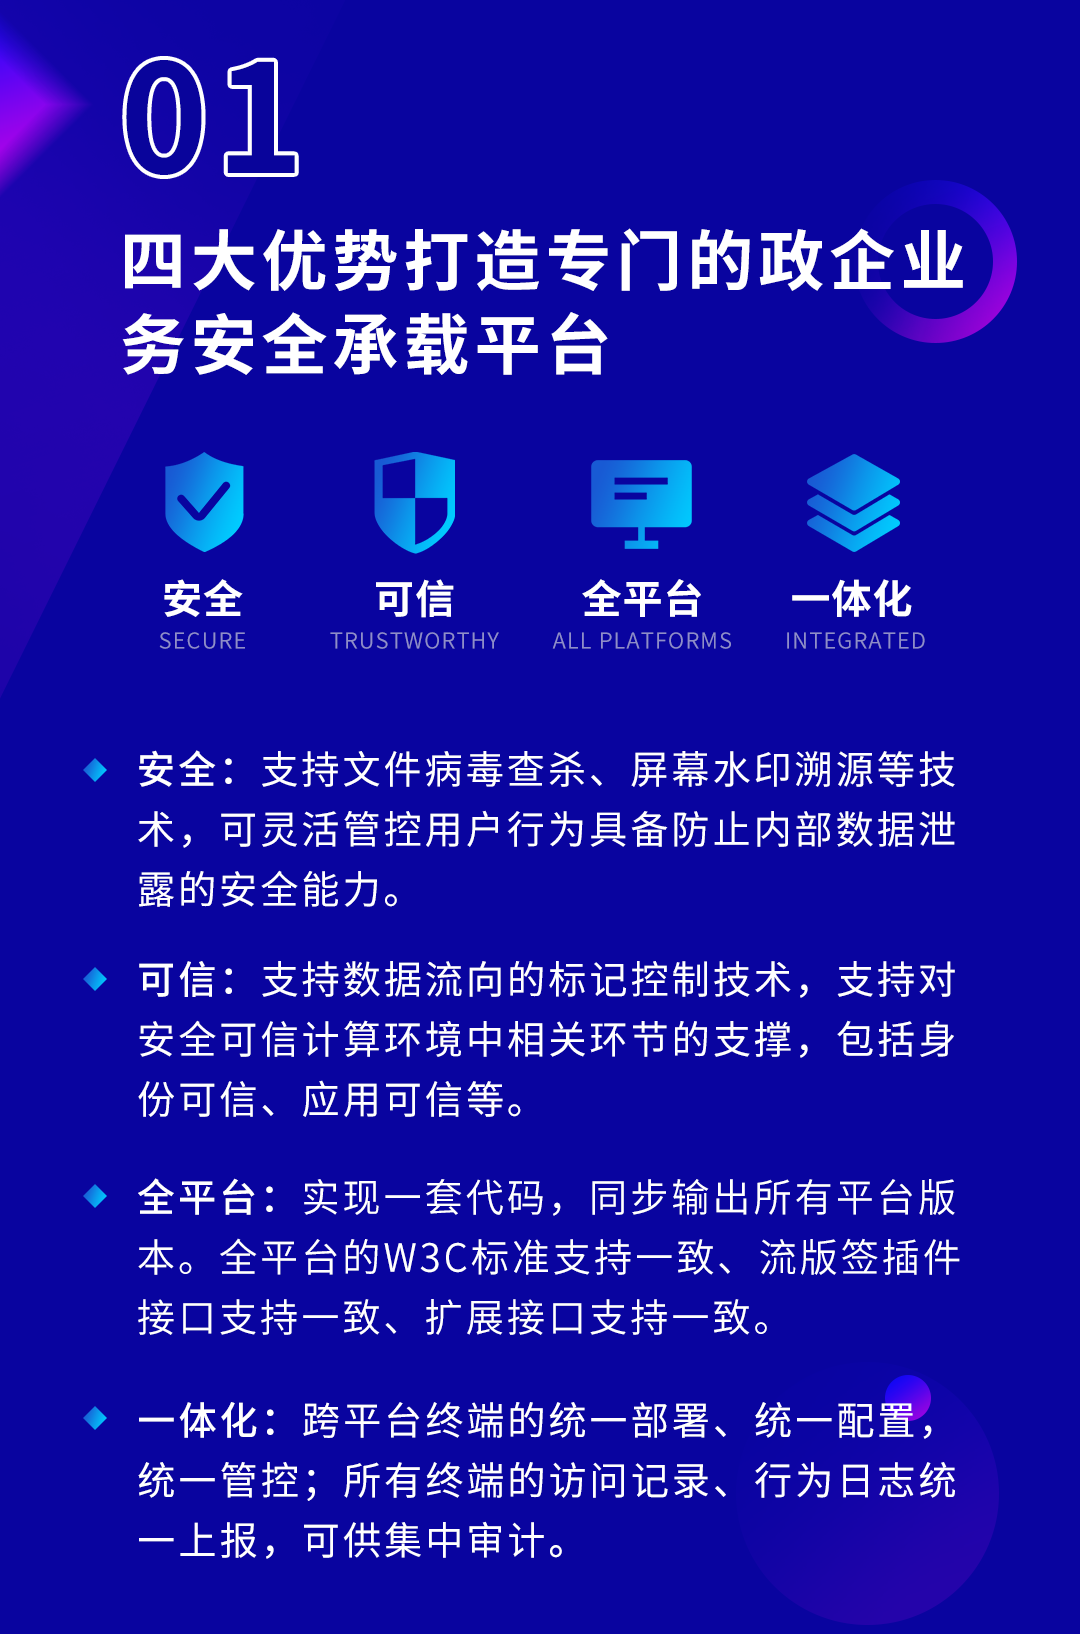 01
四大优势打造专门的政企业
务安全承载平台
安全 可信 全平台 一体化
SECURE TRUSTWORTHY ALL PLATFORMS INTEGRATED
安全：支持文件病毒查杀、屏幕水印溯源等技
术，可灵活管控用户行为具备防止内部数据泄
露的安全能力。
可信：支持数据流向的标记控制技术，支持对
安全可信计算环境中相关环节的支撑，包括身
份可信、应用可信等。
全平台：实现一套代码，同步输出所有平台版
本。全平台的W3C标准支持一致、流版签插件
接口支持一致、扩展接口支持一致。
一体化：跨平台终端的统一部署、统一配置，
统一管控；所有终端的访问记录、行为日志统
一上报，可供集中审计。